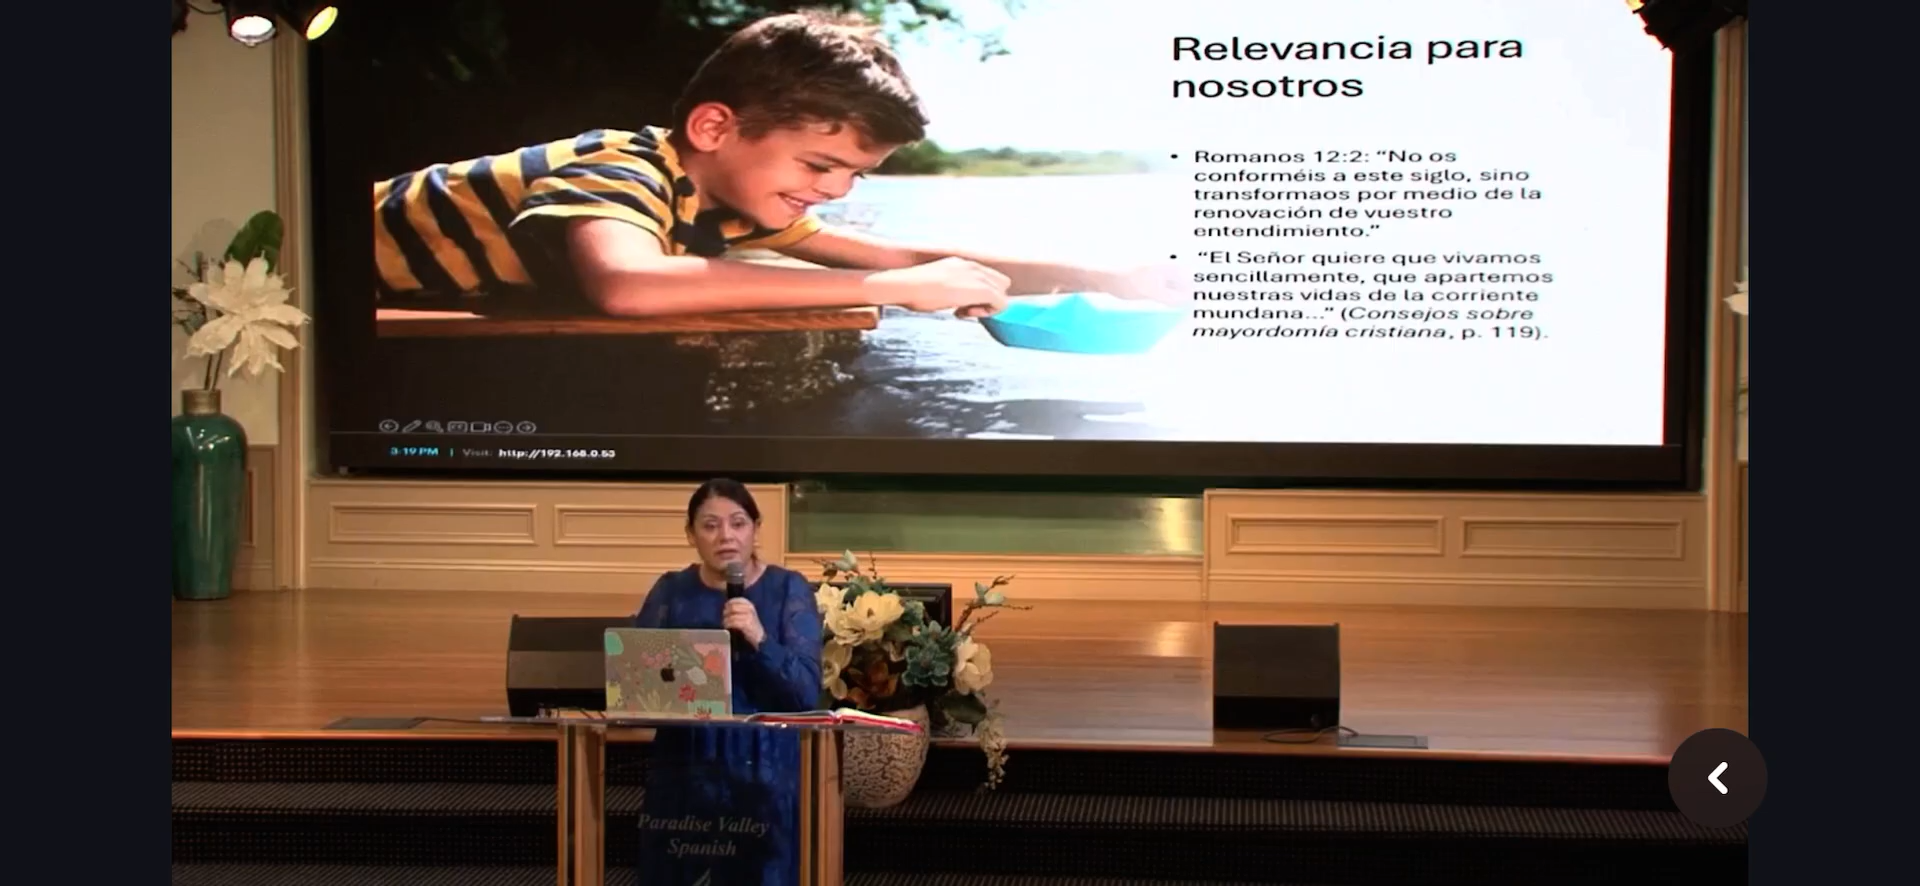 Relevancia para
nosotros
• Romanos 12:2: “No os
conforméis a este siglo, sino
transformaos por medio de la
renovación de vuestro
entendimiento.”
• “El Señor quiere que vivamos
sencillamente, que apartemos
nuestras vidas de la corriente
mundana...” (Consejos sobre
mayordomía cristiana, p. 119).
3:19 PM | Visit: http://192.168.0.53
Paradise Valley
Spanish